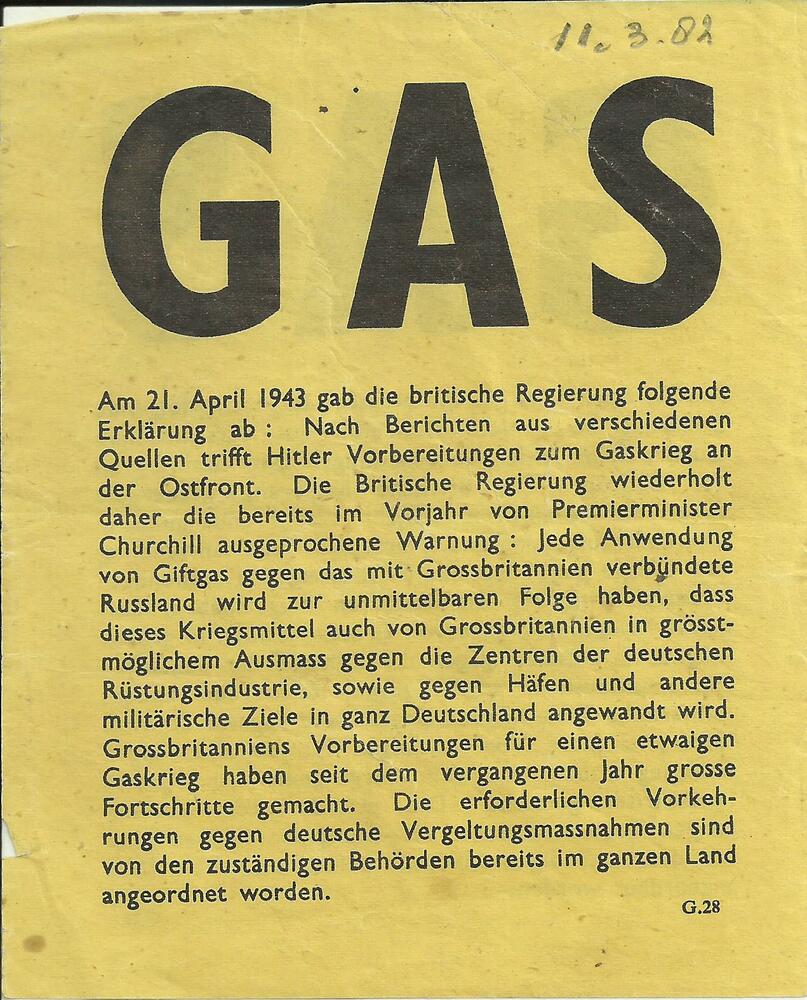 11. 3. 82
GAS
Am 21. April 1943 gab die britische Regierung folgende
Erklärung ab : Nach Berichten aus verschiedenen
Quellen trifft Hitler Vorbereitungen zum Gaskrieg an
der Ostfront. Die Britische Regierung wiederholt
daher die bereits im Vorjahr von Premierminister
Churchill ausgeprochene Warnung : Jede Anwendung
von Giftgas gegen das mit Grossbritannien verbündete
Russland wird zur unmittelbaren Folge haben, dass
dieses Kriegsmittel auch von Grossbritannien in grösst-
möglichem Ausmass gegen die Zentren der deutschen
Rüstungsindustrie, sowie gegen Häfen und andere
militärische Ziele in ganz Deutschland angewandt wird.
Grossbritanniens Vorbereitungen für einen etwaigen
Gaskrieg haben seit dem vergangenen Jahr grosse
Fortschritte gemacht. Die erforderlichen Vorkeh-
rungen gegen deutsche Vergeltungsmassnahmen sind
von den zuständigen Behörden bereits im ganzen Land
angeordnet worden.
G.28